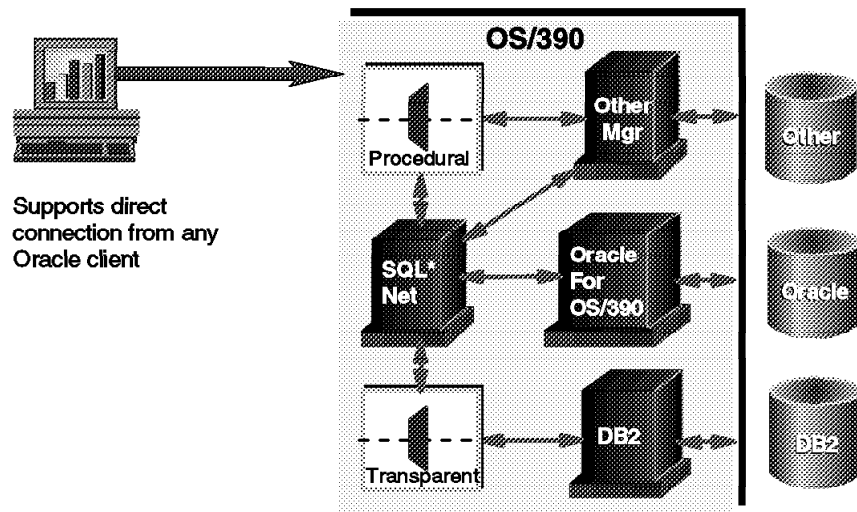 OS/390
Other
Mgr
Procedural
Other
Supports direct
connection from any
Oracle client
SQL*
Net
Oracle
For
OS/390
Oracle
Transparent
DB2
DB2